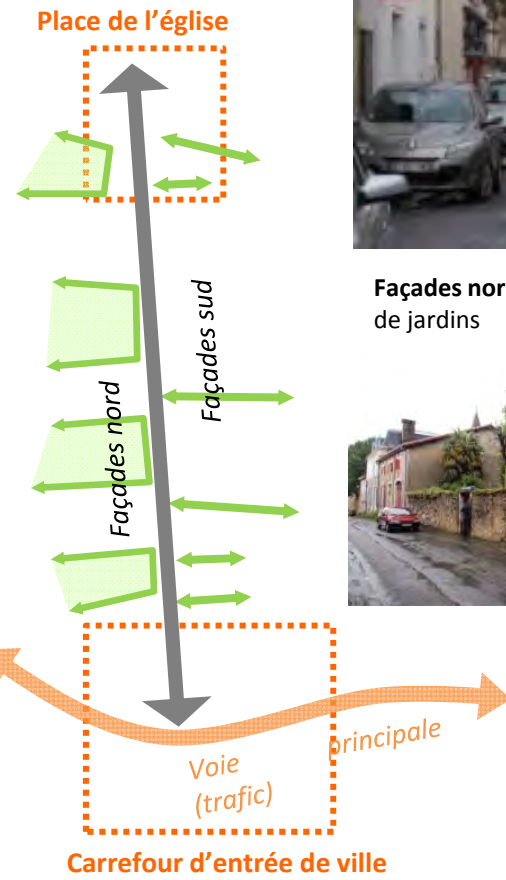 Place de l’église
Façades sud
Façades nord
Façades nor
de jardins
Voie principale
(trafic)
Carrefour d’entrée de ville